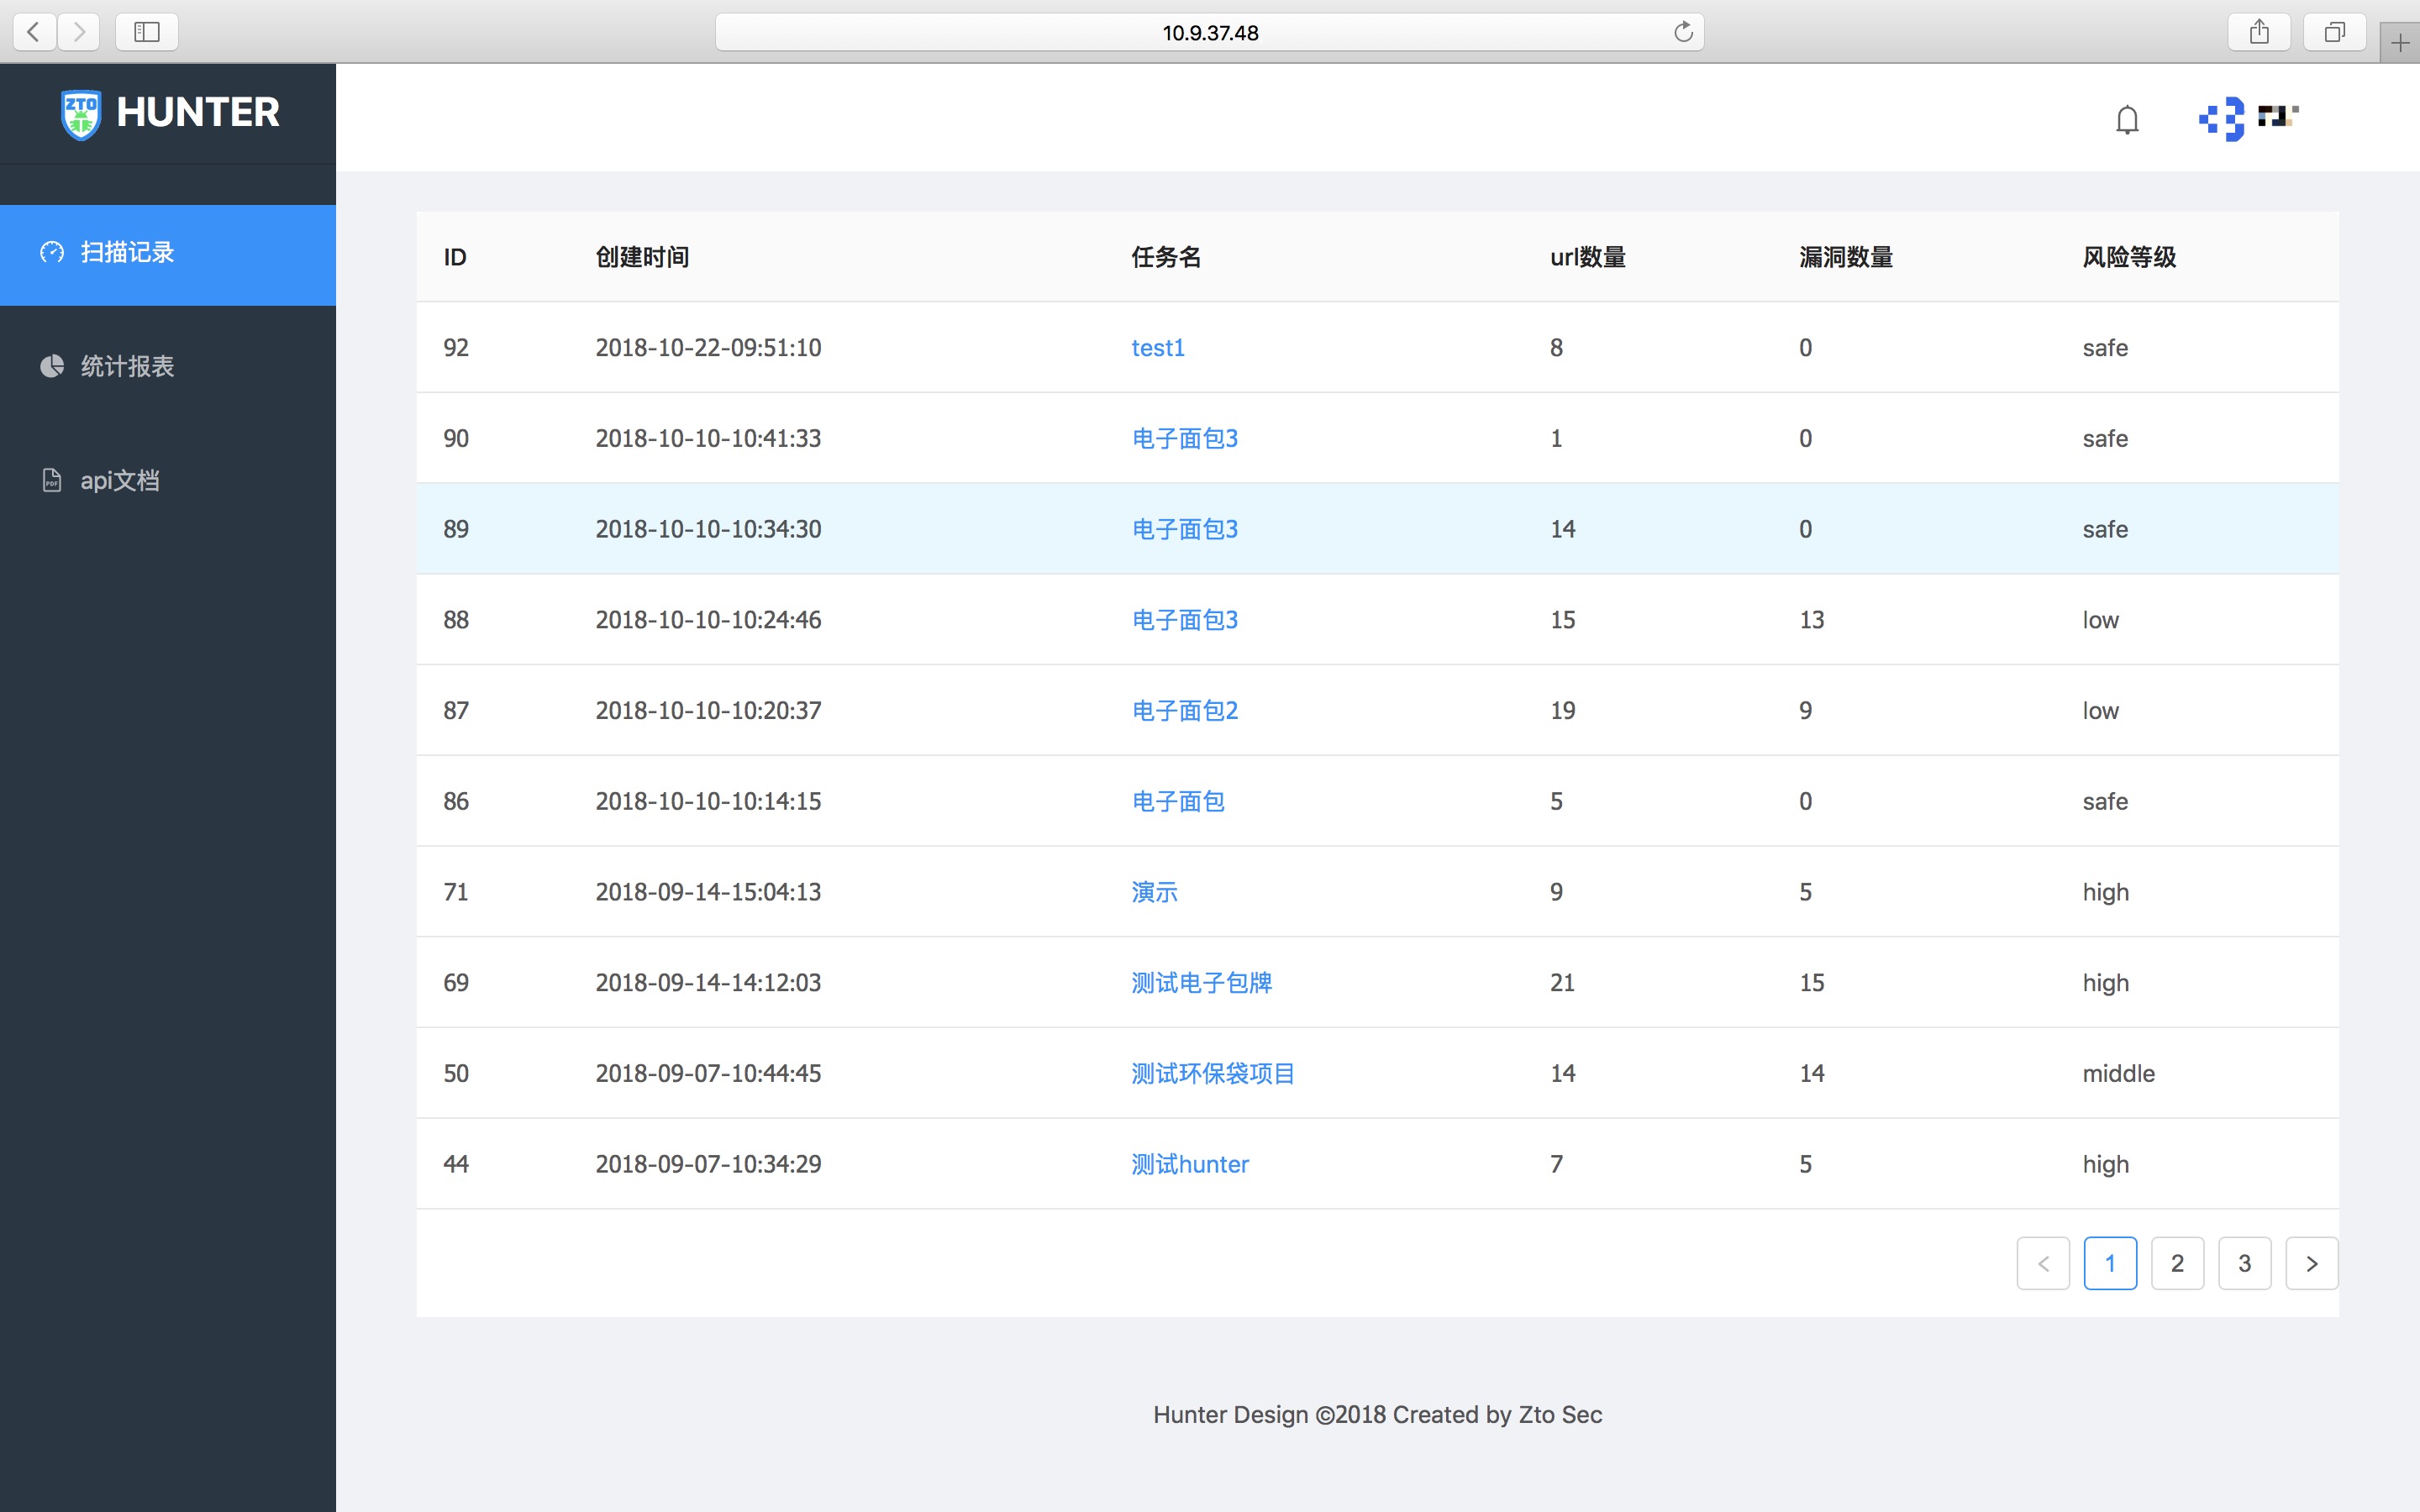 10.9.37.48
ZTO HUNTER
扫描记录
统计报表
api文档
ID 创建时间 任务名 url数量 漏洞数量 风险等级
92 2018-10-22-09:51:10 test1 8 0 safe
90 2018-10-10-10:41:33 电子面包3 1 0 safe
89 2018-10-10-10:34:30 电子面包3 14 0 safe
88 2018-10-10-10:24:46 电子面包3 15 13 low
87 2018-10-10-10:20:37 电子面包2 19 9 low
86 2018-10-10-10:14:15 电子面包 5 0 safe
71 2018-09-14-15:04:13 演示 9 5 high
69 2018-09-14-14:12:03 测试电子包牌 21 15 high
50 2018-09-07-10:44:45 测试环保袋项目 14 14 middle
44 2018-09-07-10:34:29 测试hunter 7 5 high
< 1 2 3 >
Hunter Design ©2018 Created by Zto Sec